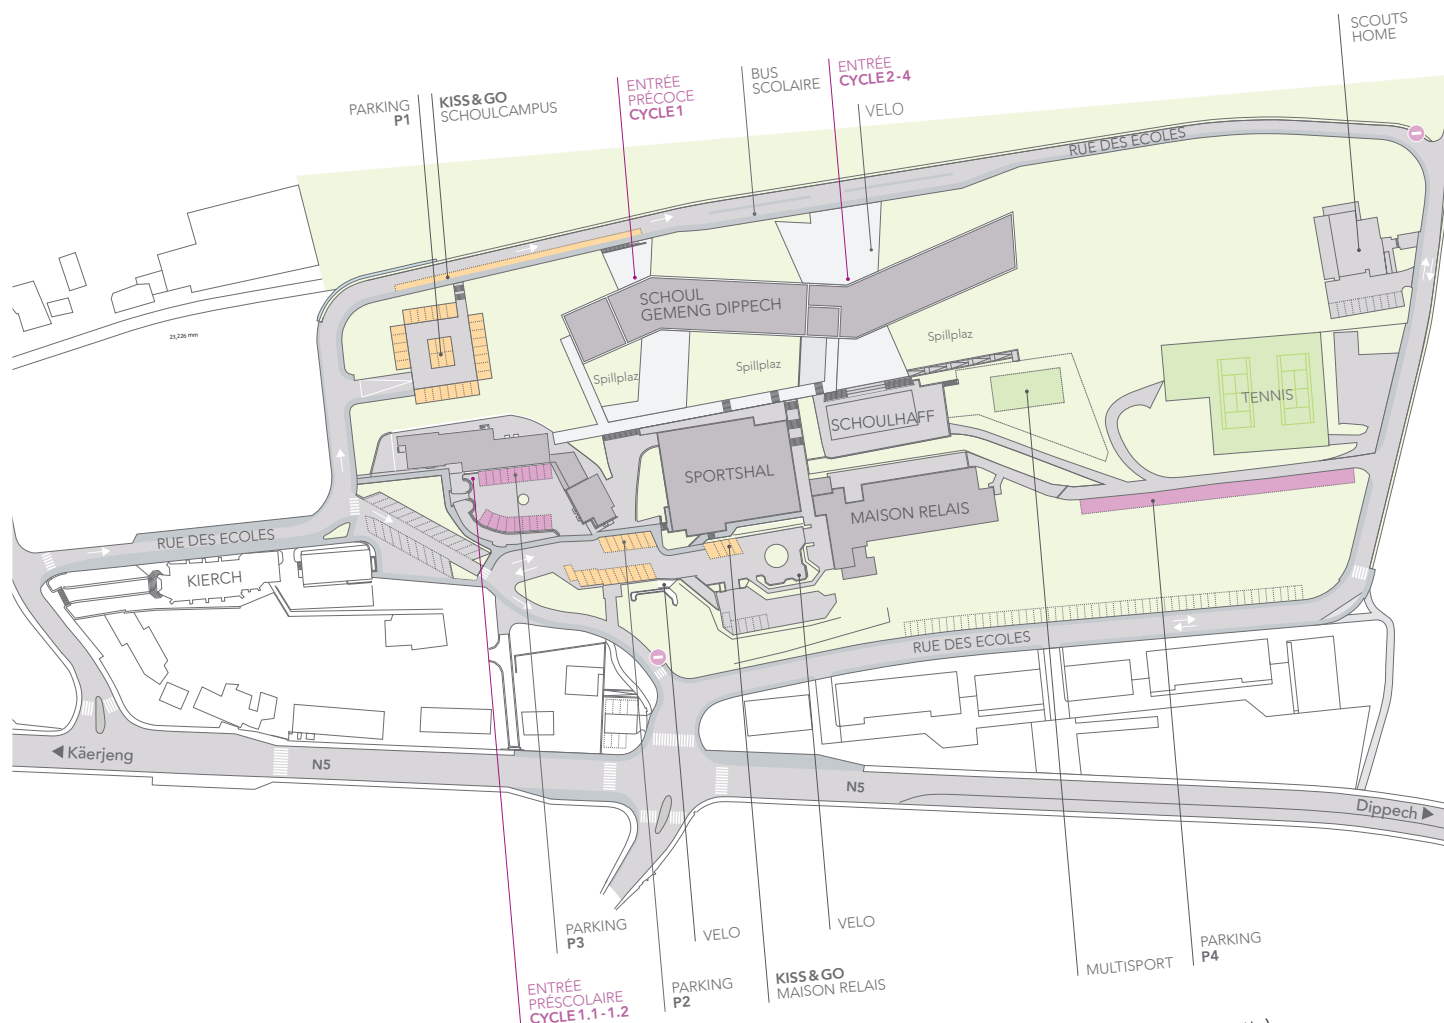 SCOUTS
HOME
ENTRÉE
CYCLE 2-4
BUS
SCOLAIRE
ENTRÉE
PRÉCOCE
CYCLE 1
KISS & GO
SCHOULCAMPUS
PARKING
P1
VELO
RUE DES ECOLES
SCHOUL
GEMENG DIPPECH
23,226 mm
Spillplaz
Spillplaz
Spillplaz
TENNIS
SCHOULHAFF
SPORTSHAL
MAISON RELAIS
RUE DES ECOLES
KIERCH
RUE DES ECOLES
Käerjeng
N5
N5
Dippech
PARKING
P3
VELO
VELO
PARKING
P4
MULTISPORT
KISS & GO
MAISON RELAIS
PARKING
P2
ENTRÉE
PRÉSCOLAIRE
CYCLE 1.1 - 1.2